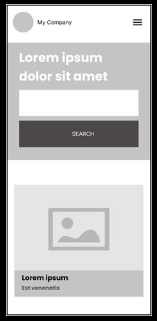 My Company
Lorem ipsum
dolor sit amet
SEARCH
Lorem ipsum
Est venenatis